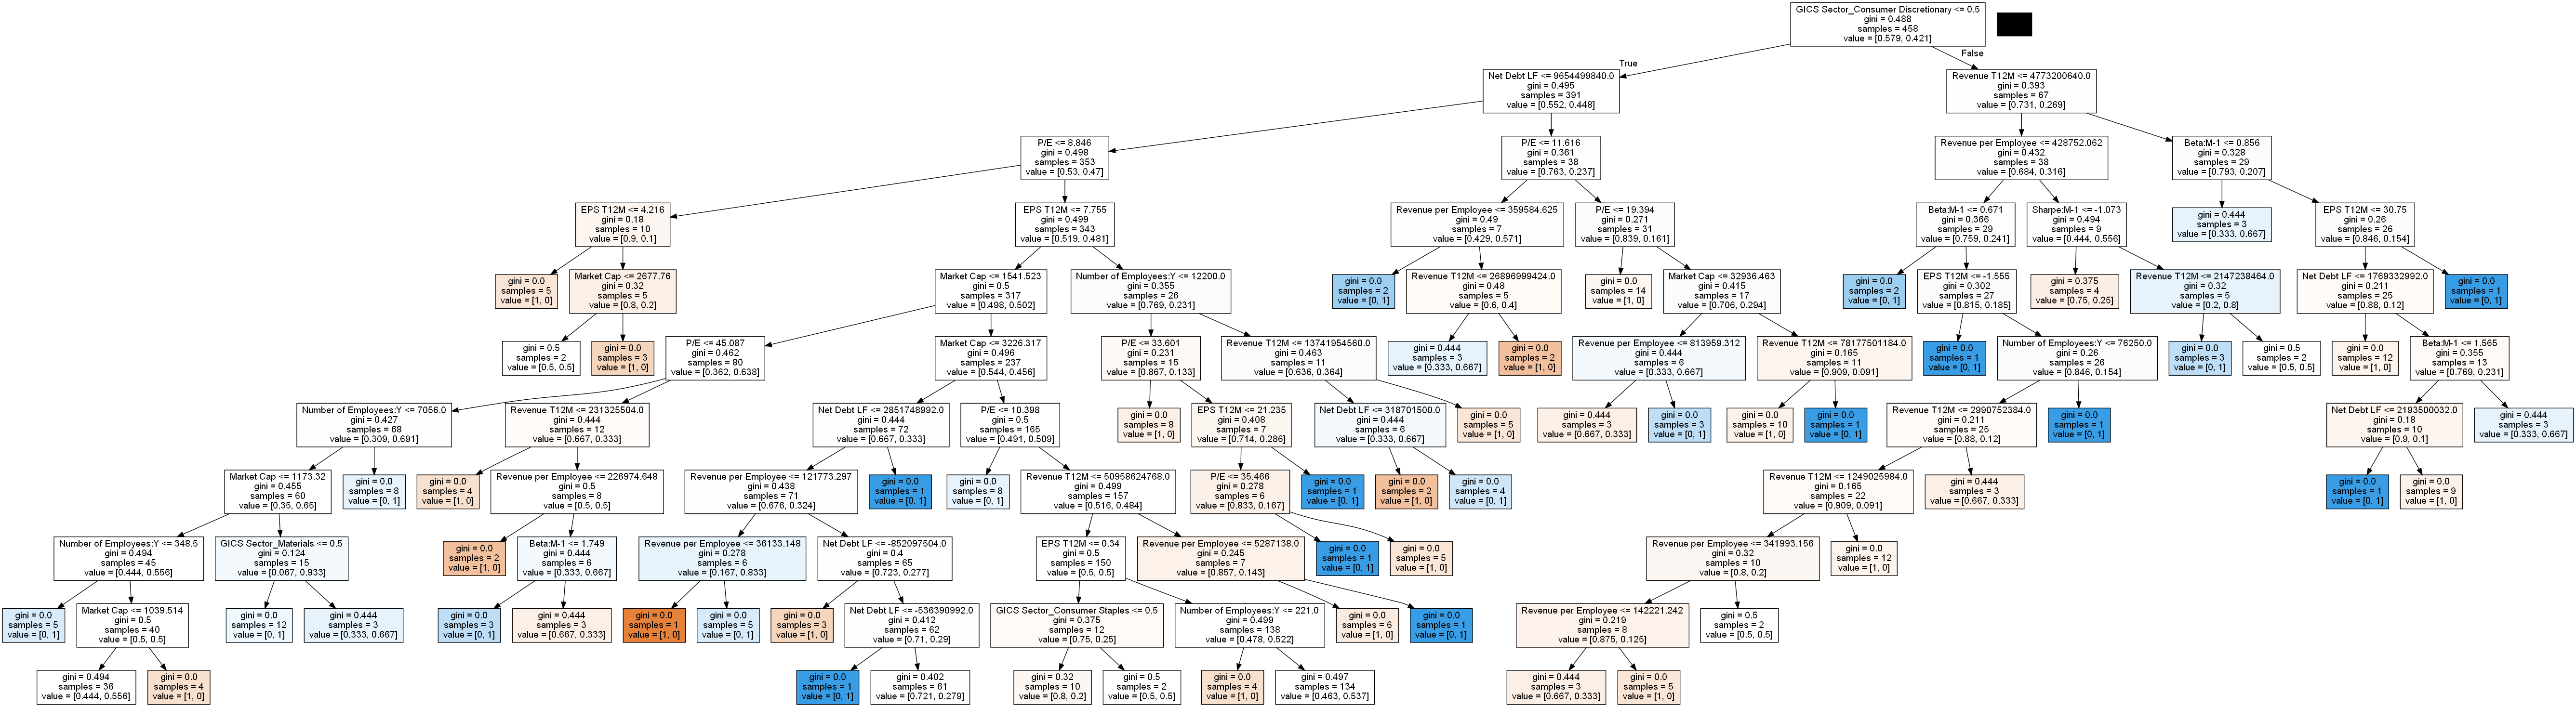 GICS Sector_Consumer Discretionary <= 0.5
gini = 0.488
samples = 458
value = [0.579, 0.421]
True
False
Net Debt LF <= 9654499840.0
gini = 0.495
samples = 391
value = [0.552, 0.448]
Revenue T12M <= 4773200640.0
gini = 0.393
samples = 67
value = [0.731, 0.269]
P/E <= 8.846
gini = 0.498
samples = 353
value = [0.53, 0.47]
P/E <= 11.616
gini = 0.361
samples = 38
value = [0.763, 0.237]
Revenue per Employee <= 428752.062
gini = 0.432
samples = 38
value = [0.684, 0.316]
Beta:M-1 <= 0.856
gini = 0.328
samples = 29
value = [0.793, 0.207]
EPS T12M <= 4.216
gini = 0.18
samples = 10
value = [0.9, 0.1]
EPS T12M <= 7.755
gini = 0.499
samples = 343
value = [0.519, 0.481]
Revenue per Employee <= 359584.625
gini = 0.49
samples = 7
value = [0.429, 0.571]
P/E <= 19.394
gini = 0.271
samples = 31
value = [0.839, 0.161]
Beta:M-1 <= 0.671
gini = 0.366
samples = 29
value = [0.759, 0.241]
Sharpe:M-1 <= -1.073
gini = 0.494
samples = 9
value = [0.444, 0.556]
gini = 0.444
samples = 3
value = [0.333, 0.667]
EPS T12M <= 30.75
gini = 0.26
samples = 26
value = [0.846, 0.154]
gini = 0.0
samples = 5
value = [1, 0]
Market Cap <= 2677.76
gini = 0.32
samples = 5
value = [0.8, 0.2]
Market Cap <= 1541.523
gini = 0.5
samples = 317
value = [0.498, 0.502]
Number of Employees:Y <= 12200.0
gini = 0.355
samples = 26
value = [0.769, 0.231]
gini = 0.0
samples = 2
value = [0, 1]
Revenue T12M <= 26896999424.0
gini = 0.48
samples = 5
value = [0.6, 0.4]
gini = 0.0
samples = 14
value = [1, 0]
Market Cap <= 32936.463
gini = 0.415
samples = 17
value = [0.706, 0.294]
gini = 0.0
samples = 2
value = [0, 1]
EPS T12M <= -1.555
gini = 0.302
samples = 27
value = [0.815, 0.185]
gini = 0.375
samples = 4
value = [0.75, 0.25]
Revenue T12M <= 2147238464.0
gini = 0.32
samples = 5
value = [0.2, 0.8]
Net Debt LF <= 1769332992.0
gini = 0.211
samples = 25
value = [0.88, 0.12]
gini = 0.0
samples = 1
value = [0, 1]
gini = 0.5
samples = 2
value = [0.5, 0.5]
gini = 0.0
samples = 3
value = [1, 0]
P/E <= 45.087
gini = 0.462
samples = 80
value = [0.362, 0.638]
Market Cap <= 3226.317
gini = 0.496
samples = 237
value = [0.544, 0.456]
P/E <= 33.601
gini = 0.231
samples = 15
value = [0.867, 0.133]
Revenue T12M <= 13741954560.0
gini = 0.463
samples = 11
value = [0.636, 0.364]
gini = 0.444
samples = 3
value = [0.333, 0.667]
gini = 0.0
samples = 2
value = [1, 0]
Revenue per Employee <= 813959.312
gini = 0.444
samples = 6
value = [0.333, 0.667]
Revenue T12M <= 78177501184.0
gini = 0.165
samples = 11
value = [0.909, 0.091]
gini = 0.0
samples = 1
value = [0, 1]
Number of Employees:Y <= 76250.0
gini = 0.26
samples = 26
value = [0.846, 0.154]
gini = 0.0
samples = 3
value = [0, 1]
gini = 0.5
samples = 2
value = [0.5, 0.5]
gini = 0.0
samples = 12
value = [1, 0]
Beta:M-1 <= 1.565
gini = 0.355
samples = 13
value = [0.769, 0.231]
Number of Employees:Y <= 7056.0
gini = 0.427
samples = 68
value = [0.309, 0.691]
Revenue T12M <= 231325504.0
gini = 0.444
samples = 12
value = [0.667, 0.333]
Net Debt LF <= 2851748992.0
gini = 0.444
samples = 72
value = [0.667, 0.333]
P/E <= 10.398
gini = 0.5
samples = 165
value = [0.491, 0.509]
gini = 0.0
samples = 8
value = [1, 0]
EPS T12M <= 21.235
gini = 0.408
samples = 7
value = [0.714, 0.286]
Net Debt LF <= 318701500.0
gini = 0.444
samples = 6
value = [0.333, 0.667]
gini = 0.0
samples = 5
value = [1, 0]
gini = 0.444
samples = 3
value = [0.667, 0.333]
gini = 0.0
samples = 3
value = [0, 1]
gini = 0.0
samples = 10
value = [1, 0]
gini = 0.0
samples = 1
value = [0, 1]
Revenue T12M <= 2990752384.0
gini = 0.211
samples = 25
value = [0.88, 0.12]
gini = 0.0
samples = 1
value = [0, 1]
Net Debt LF <= 2193500032.0
gini = 0.18
samples = 10
value = [0.9, 0.1]
gini = 0.444
samples = 3
value = [0.333, 0.667]
Market Cap <= 1173.32
gini = 0.455
samples = 60
value = [0.35, 0.65]
gini = 0.0
samples = 8
value = [0, 1]
gini = 0.0
samples = 4
value = [1, 0]
Revenue per Employee <= 226974.648
gini = 0.5
samples = 8
value = [0.5, 0.5]
Revenue per Employee <= 121773.297
gini = 0.438
samples = 71
value = [0.676, 0.324]
gini = 0.0
samples = 1
value = [0, 1]
gini = 0.0
samples = 8
value = [0, 1]
Revenue T12M <= 50958624768.0
gini = 0.499
samples = 157
value = [0.516, 0.484]
P/E <= 35.466
gini = 0.278
samples = 6
value = [0.833, 0.167]
gini = 0.0
samples = 1
value = [0, 1]
gini = 0.0
samples = 2
value = [1, 0]
gini = 0.0
samples = 4
value = [0, 1]
Revenue T12M <= 1249025984.0
gini = 0.165
samples = 22
value = [0.909, 0.091]
gini = 0.444
samples = 3
value = [0.667, 0.333]
gini = 0.0
samples = 1
value = [0, 1]
gini = 0.0
samples = 9
value = [1, 0]
Number of Employees:Y <= 348.5
gini = 0.494
samples = 45
value = [0.444, 0.556]
GICS Sector_Materials <= 0.5
gini = 0.124
samples = 15
value = [0.067, 0.933]
gini = 0.0
samples = 2
value = [1, 0]
Beta:M-1 <= 1.749
gini = 0.444
samples = 6
value = [0.333, 0.667]
Revenue per Employee <= 36133.148
gini = 0.278
samples = 6
value = [0.167, 0.833]
Net Debt LF <= -852097504.0
gini = 0.4
samples = 65
value = [0.723, 0.277]
EPS T12M <= 0.34
gini = 0.5
samples = 150
value = [0.5, 0.5]
Revenue per Employee <= 5287138.0
gini = 0.245
samples = 7
value = [0.857, 0.143]
gini = 0.0
samples = 1
value = [0, 1]
gini = 0.0
samples = 5
value = [1, 0]
Revenue per Employee <= 341993.156
gini = 0.32
samples = 10
value = [0.8, 0.2]
gini = 0.0
samples = 12
value = [1, 0]
gini = 0.0
samples = 5
value = [0, 1]
Market Cap <= 1039.514
gini = 0.5
samples = 40
value = [0.5, 0.5]
gini = 0.0
samples = 12
value = [0, 1]
gini = 0.444
samples = 3
value = [0.333, 0.667]
gini = 0.0
samples = 3
value = [0, 1]
gini = 0.444
samples = 3
value = [0.667, 0.333]
gini = 0.0
samples = 1
value = [1, 0]
gini = 0.0
samples = 5
value = [0, 1]
gini = 0.0
samples = 3
value = [1, 0]
Net Debt LF <= -536390992.0
gini = 0.412
samples = 62
value = [0.71, 0.29]
GICS Sector_Consumer Staples <= 0.5
gini = 0.375
samples = 12
value = [0.75, 0.25]
Number of Employees:Y <= 221.0
gini = 0.499
samples = 138
value = [0.478, 0.522]
gini = 0.0
samples = 6
value = [1, 0]
gini = 0.0
samples = 1
value = [0, 1]
Revenue per Employee <= 142221.242
gini = 0.219
samples = 8
value = [0.875, 0.125]
gini = 0.5
samples = 2
value = [0.5, 0.5]
gini = 0.494
samples = 36
value = [0.444, 0.556]
gini = 0.0
samples = 4
value = [1, 0]
gini = 0.0
samples = 1
value = [0, 1]
gini = 0.402
samples = 61
value = [0.721, 0.279]
gini = 0.32
samples = 10
value = [0.8, 0.2]
gini = 0.5
samples = 2
value = [0.5, 0.5]
gini = 0.0
samples = 4
value = [1, 0]
gini = 0.497
samples = 134
value = [0.463, 0.537]
gini = 0.444
samples = 3
value = [0.667, 0.333]
gini = 0.0
samples = 5
value = [1, 0]